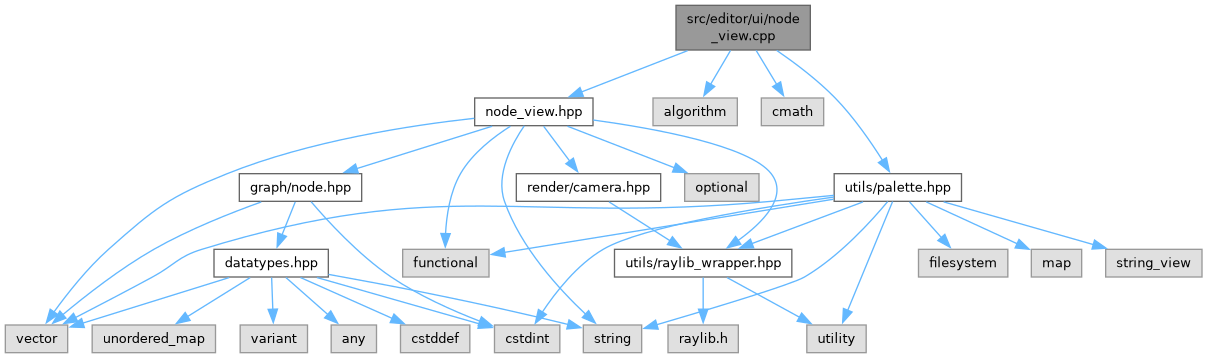 src/editor/ui/node
_view.cpp
node_view.hpp
algorithm
cmath
graph/node.hpp
render/camera.hpp
optional
utils/palette.hpp
datatypes.hpp
functional
utils/raylib_wrapper.hpp
filesystem
map
string_view
vector
unordered_map
variant
any
cstddef
cstdint
string
raylib.h
utility